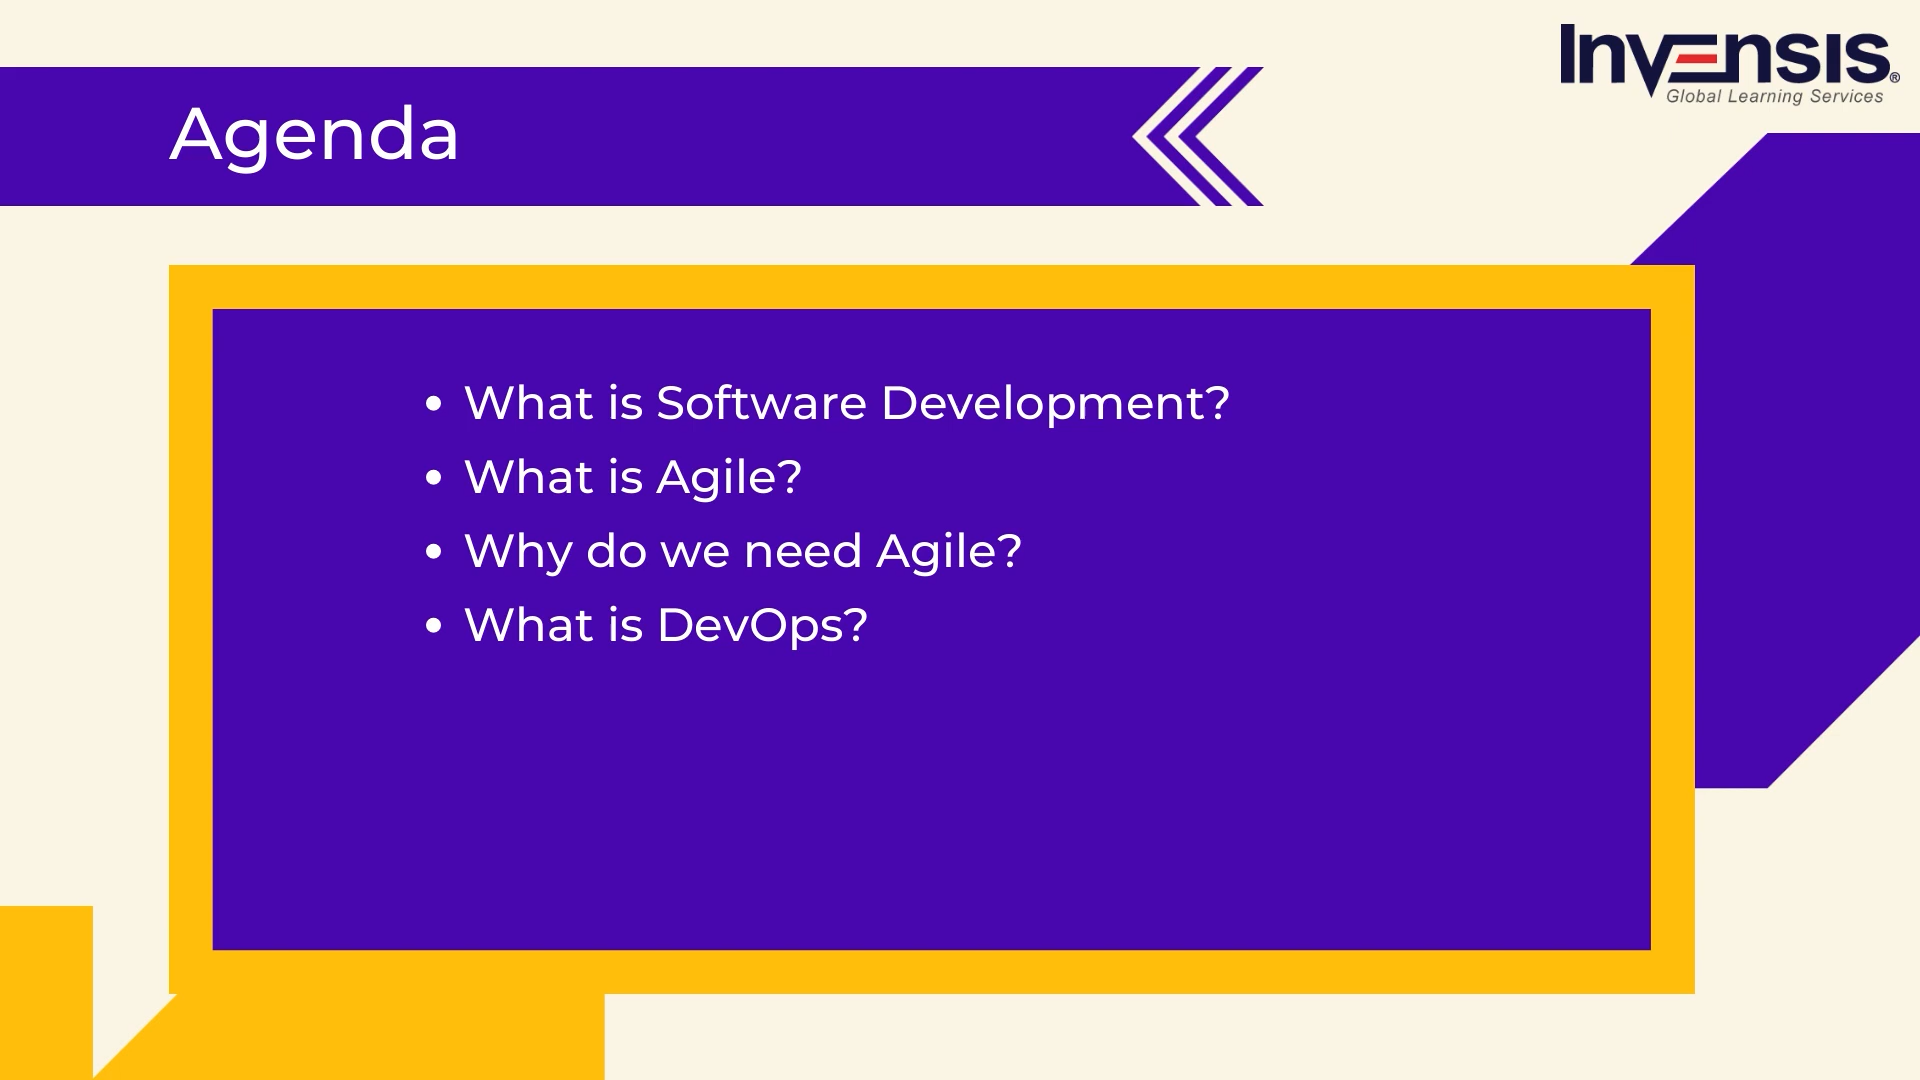 Invensis®
Global Learning Services
Agenda
• What is Software Development?
• What is Agile?
• Why do we need Agile?
• What is DevOps?